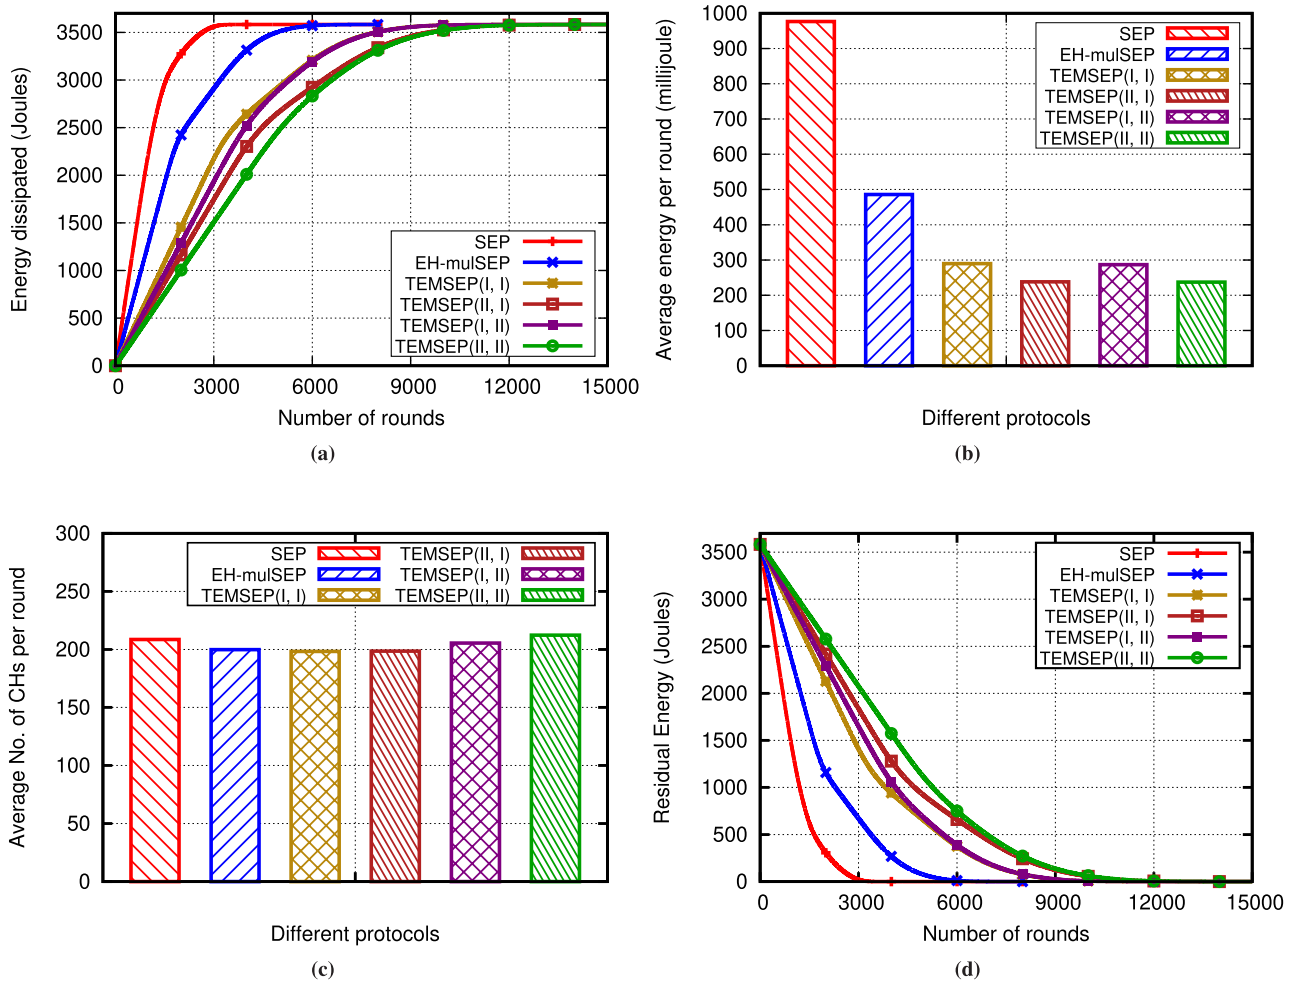 Energy dissipated (Joules)
3500
3000
2500
2000
1500
1000
500
0
SEP
EH-mulSEP
TEMSEP(I, I)
TEMSEP(II, I)
TEMSEP(I, II)
TEMSEP(II, II)
0 3000 6000 9000 12000 15000
Number of rounds
(a)
Average energy per round (millijoule)
1000
900
800
700
600
500
400
300
200
100
0
SEP
EH-mulSEP
TEMSEP(I, I)
TEMSEP(II, I)
TEMSEP(I, II)
TEMSEP(II, II)
Different protocols
(b)
Average No. of CHs per round
300
250
200
150
100
50
0
SEP TEMSEP(II, I)
EH-mulSEP TEMSEP(I, II)
TEMSEP(I, I) TEMSEP(II, II)
Different protocols
(c)
Residual Energy (Joules)
3500
3000
2500
2000
1500
1000
500
0
SEP
EH-mulSEP
TEMSEP(I, I)
TEMSEP(II, I)
TEMSEP(I, II)
TEMSEP(II, II)
0 3000 6000 9000 12000 15000
Number of rounds
(d)